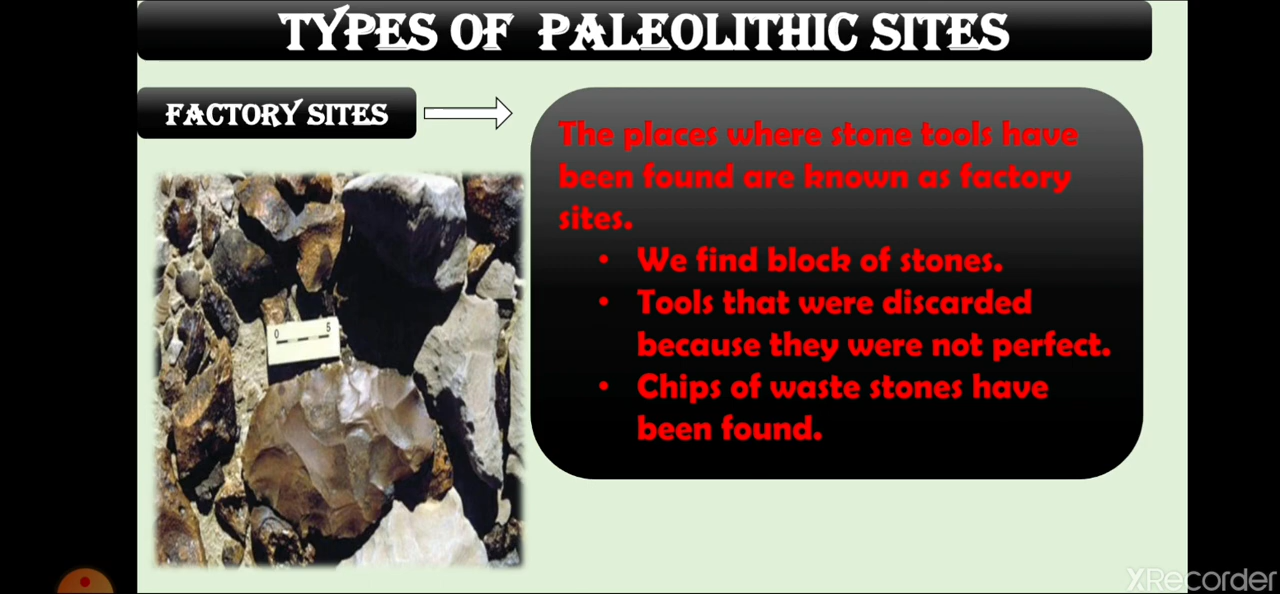 TYPES OF PALEOLITHIC SITES
FACTORY SITES
The places where stone tools have
been found are known as factory
sites.
• We find block of stones.
• Tools that were discarded
because they were not perfect.
• Chips of waste stones have
been found.
0 5
XRecorder